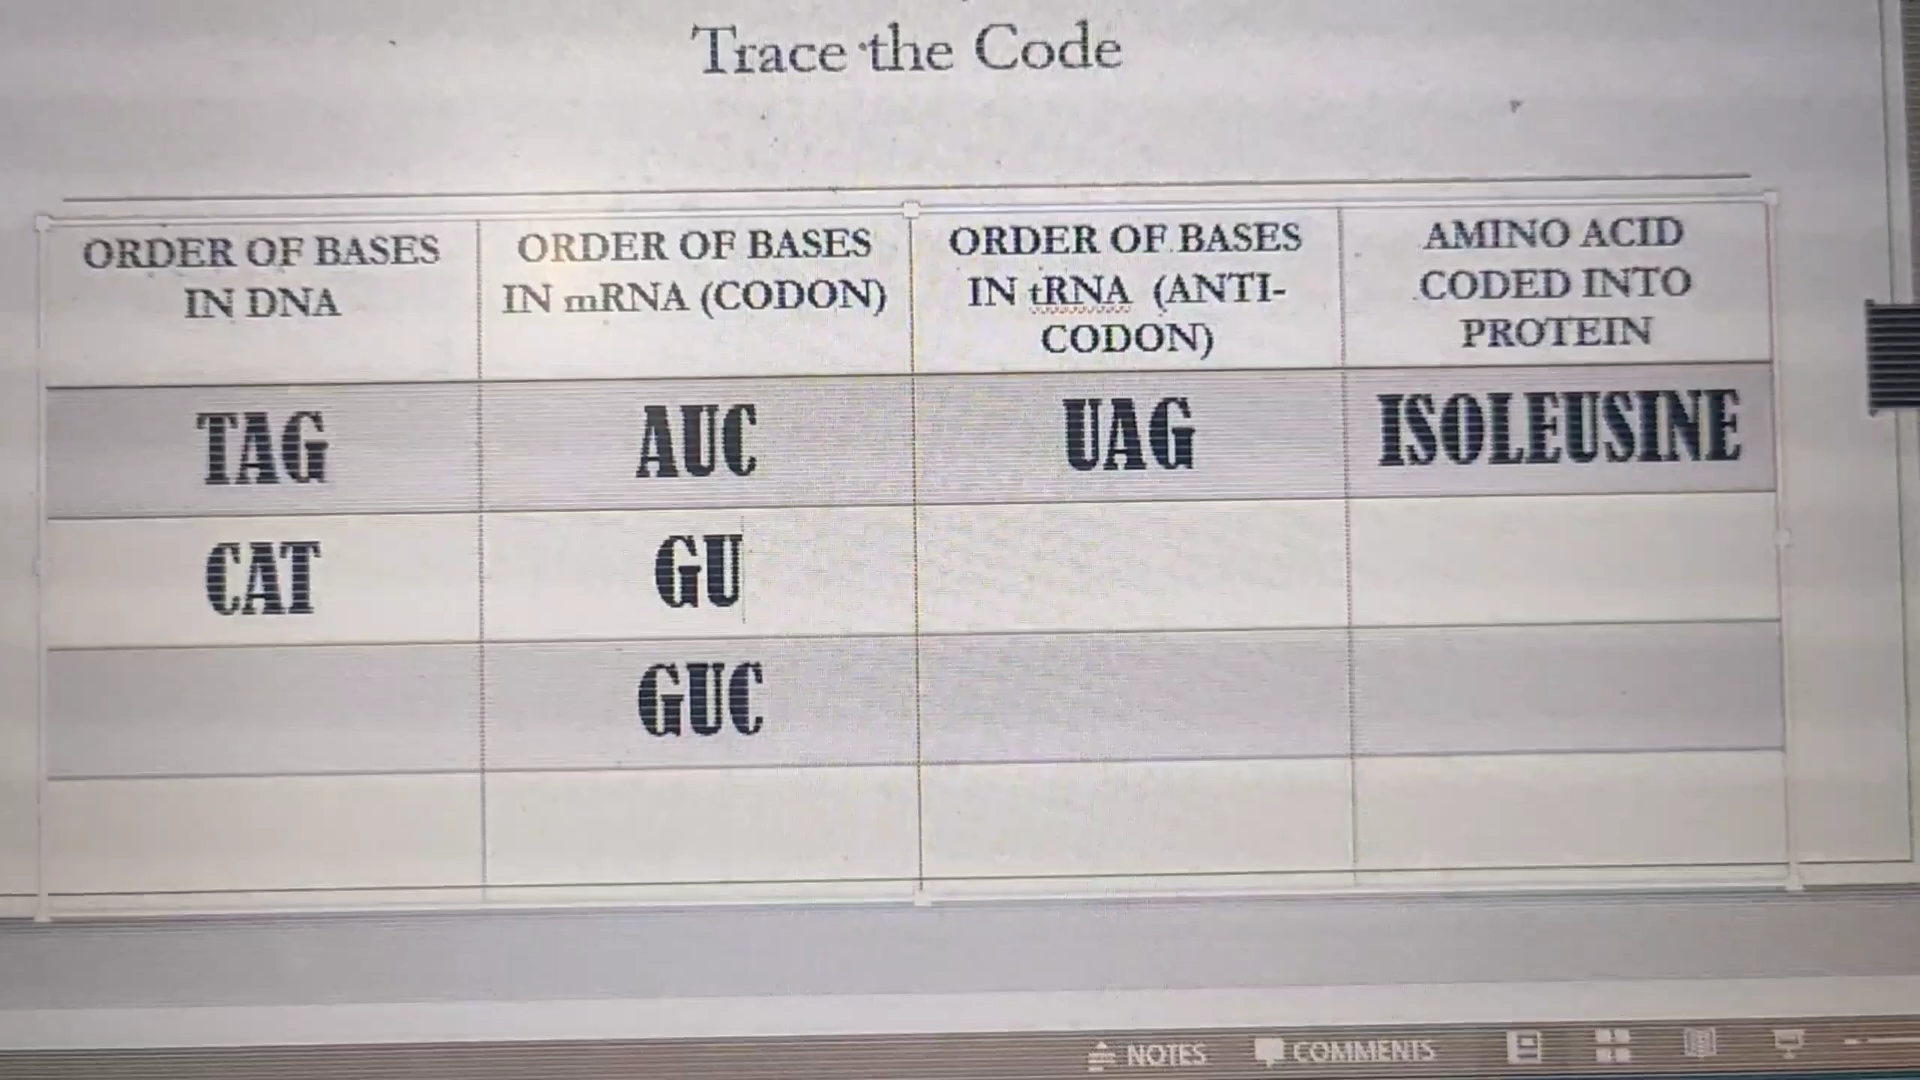 Trace the Code
ORDER OF BASES
IN DNA
ORDER OF BASES
IN mRNA (CODON)
ORDER OF BASES
IN tRNA (ANTI-
CODON)
AMINO ACID
CODED INTO
PROTEIN
TAG
AUC
UAG
ISOLEUSINE
CAT
GU
GUC
NOTES
COMMENTS